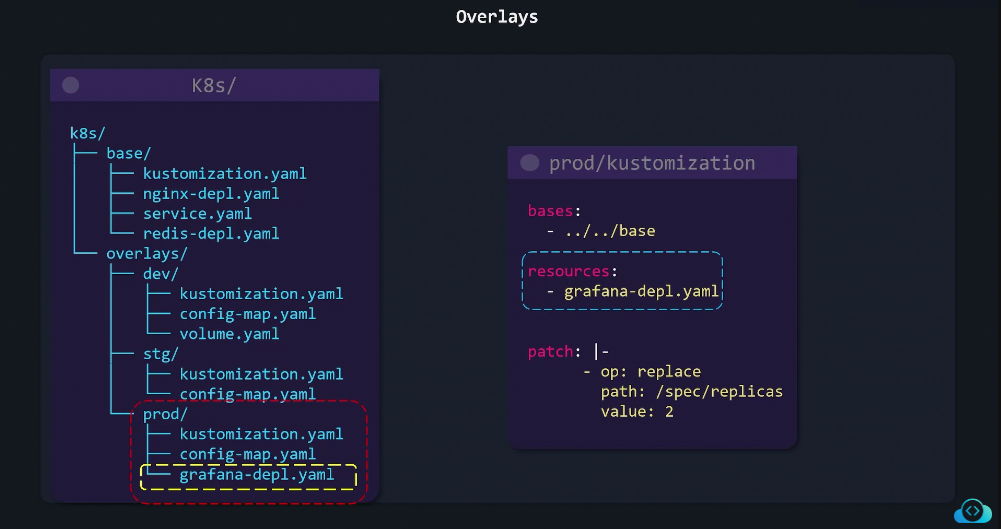 Overlays
K8s/
k8s/
├── base/
│   ├── kustomization.yaml
│   ├── nginx-depl.yaml
│   ├── service.yaml
│   └── redis-depl.yaml
└── overlays/
    ├── dev/
    │   ├── kustomization.yaml
    │   ├── config-map.yaml
    │   └── volume.yaml
    ├── stg/
    │   ├── kustomization.yaml
    │   └── config-map.yaml
    └── prod/
        ├── kustomization.yaml
        ├── config-map.yaml
        └── grafana-depl.yaml
prod/kustomization
bases:
  - ../../base
resources:
  - grafana-depl.yaml
patch: |-
      - op: replace
        path: /spec/replicas
        value: 2